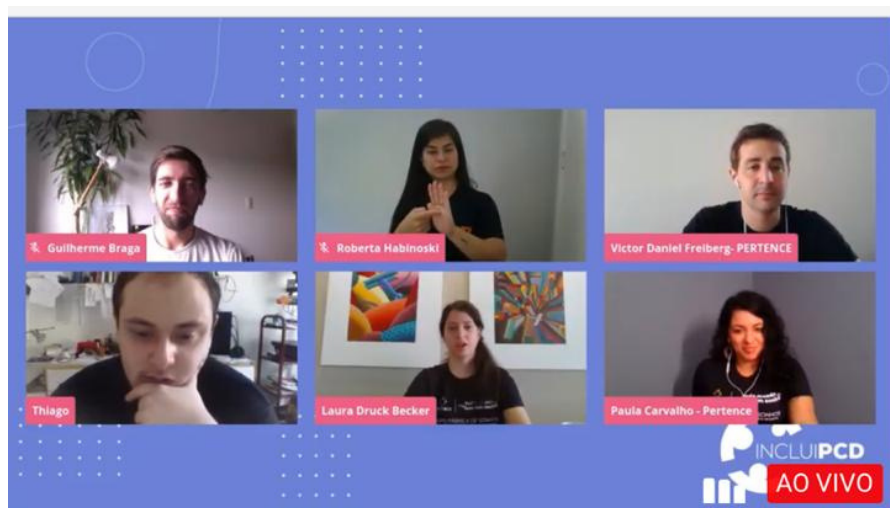 Guilherme Braga
Roberta Habinoski
Victor Daniel Freiberg- PERTENCE
Thiago
Laura Druck Becker
Paula Carvalho - Pertence
INCLUIPCD
AO VIVO